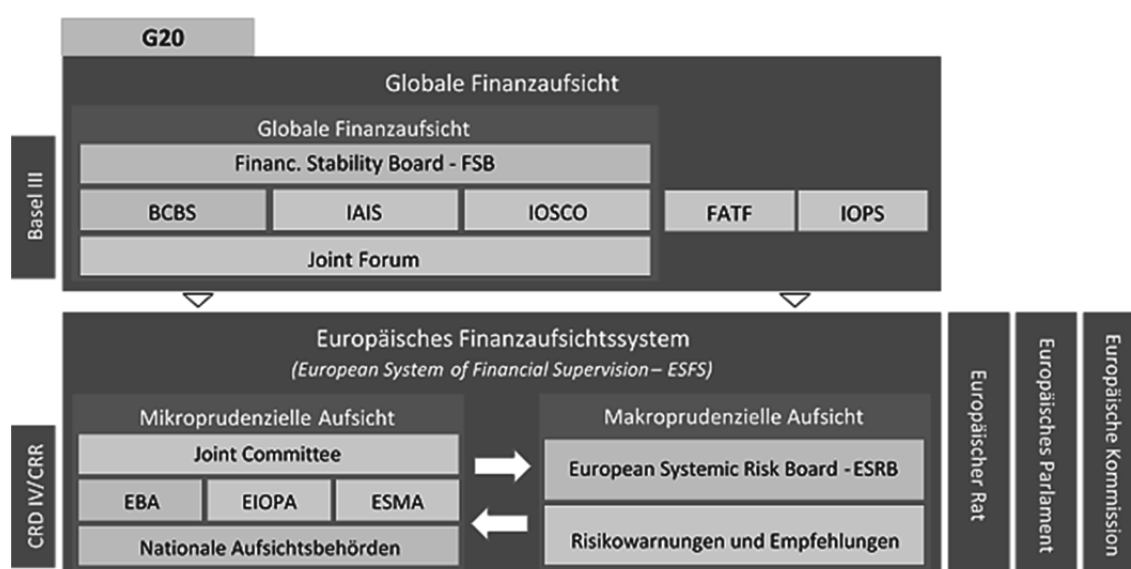 G20
Globale Finanzaufsicht
Globale Finanzaufsicht
Financ. Stability Board - FSB
BCBS
IAIS
IOSCO
FATF
IOPS
Joint Forum
Basel III
Europäisches Finanzaufsichtssystem
(European System of Financial Supervision – ESFS)
Mikroprudenzielle Aufsicht
Joint Committee
EBA
EIOPA
ESMA
Nationale Aufsichtsbehörden
Makroprudenzielle Aufsicht
European Systemic Risk Board - ESRB
Risikowarnungen und Empfehlungen
CRD IV/CRR
Europäischer Rat
Europäisches Parlament
Europäische Kommission